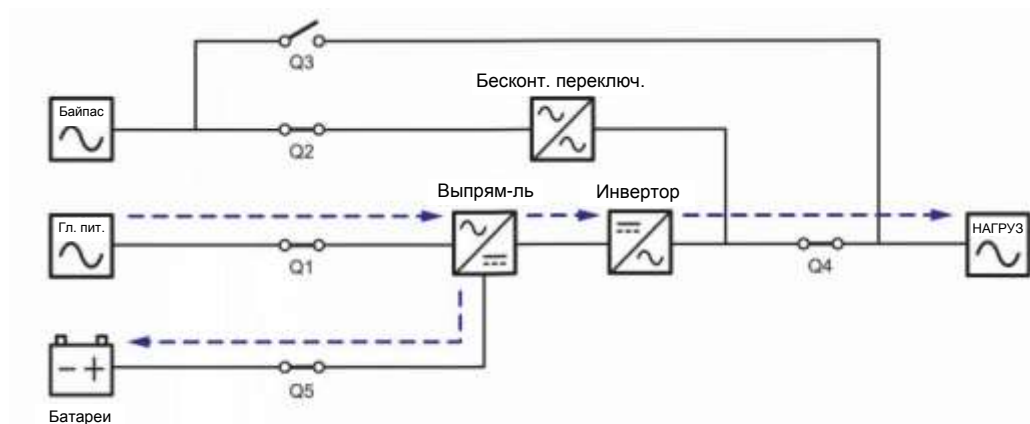 Q3
Бесконт. переключ.
Байпас
Q2
Выпрям-ль
Инвертор
Гл. пит.
НАГРУЗ
Q1
Q4
Q5
Батареи